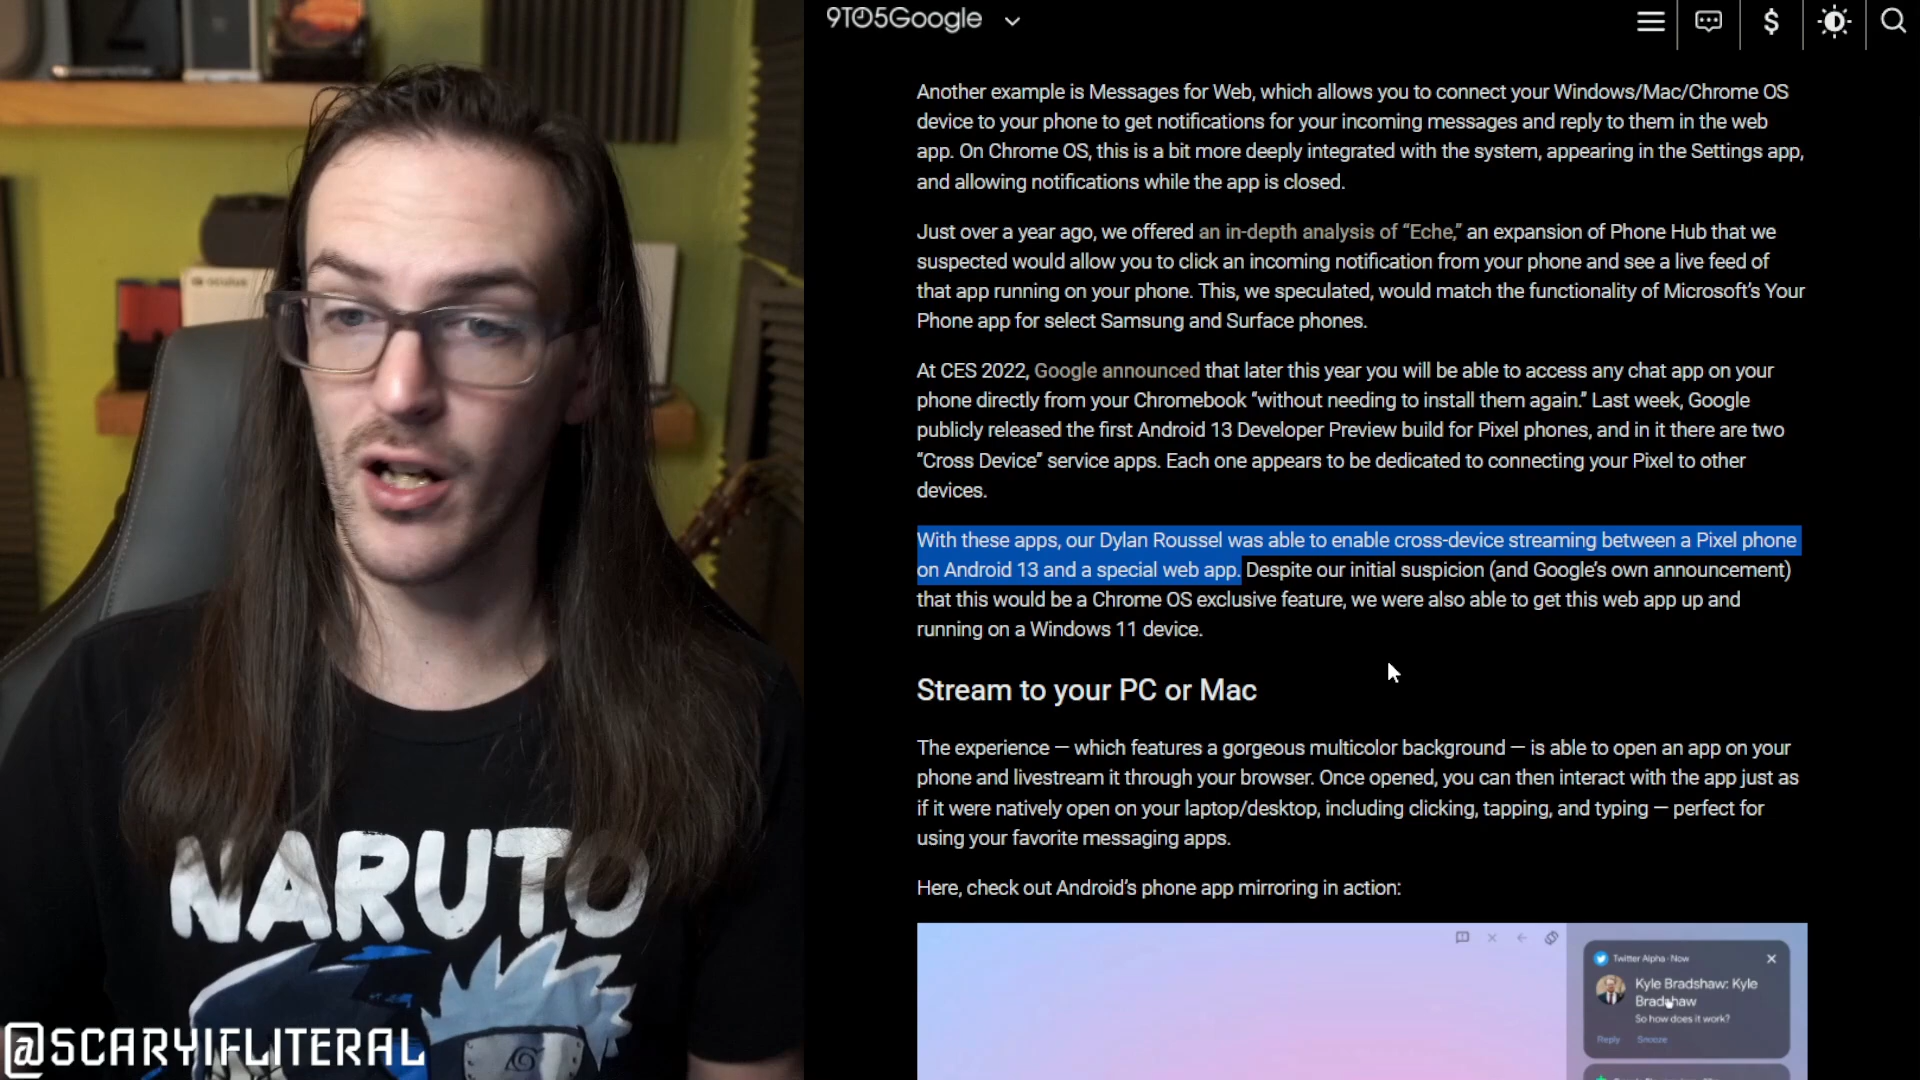 9TO5Google
Another example is Messages for Web, which allows you to connect your Windows/Mac/Chrome OS
device to your phone to get notifications for your incoming messages and reply to them in the web
app. On Chrome OS, this is a bit more deeply integrated with the system, appearing in the Settings app,
and allowing notifications while the app is closed.
Just over a year ago, we offered an in-depth analysis of “Eche,” an expansion of Phone Hub that we
suspected would allow you to click an incoming notification from your phone and see a live feed of
that app running on your phone. This, we speculated, would match the functionality of Microsoft’s Your
Phone app for select Samsung and Surface phones.
At CES 2022, Google announced that later this year you will be able to access any chat app on your
phone directly from your Chromebook “without needing to install them again.” Last week, Google
publicly released the first Android 13 Developer Preview build for Pixel phones, and in it there are two
“Cross Device” service apps. Each one appears to be dedicated to connecting your Pixel to other
devices.
With these apps, our Dylan Roussel was able to enable cross-device streaming between a Pixel phone
on Android 13 and a special web app. Despite our initial suspicion (and Google’s own announcement)
that this would be a Chrome OS exclusive feature, we were also able to get this web app up and
running on a Windows 11 device.
Stream to your PC or Mac
The experience — which features a gorgeous multicolor background — is able to open an app on your
phone and livestream it through your browser. Once opened, you can then interact with the app just as
if it were natively open on your laptop/desktop, including clicking, tapping, and typing — perfect for
using your favorite messaging apps.
Here, check out Android’s phone app mirroring in action:
Twitter Alpha · Now
Kyle Bradshaw: Kyle
Bradshaw
So how does it work?
Reply Snooze
oculus
NARUTO
@SCARYIFLITERAL